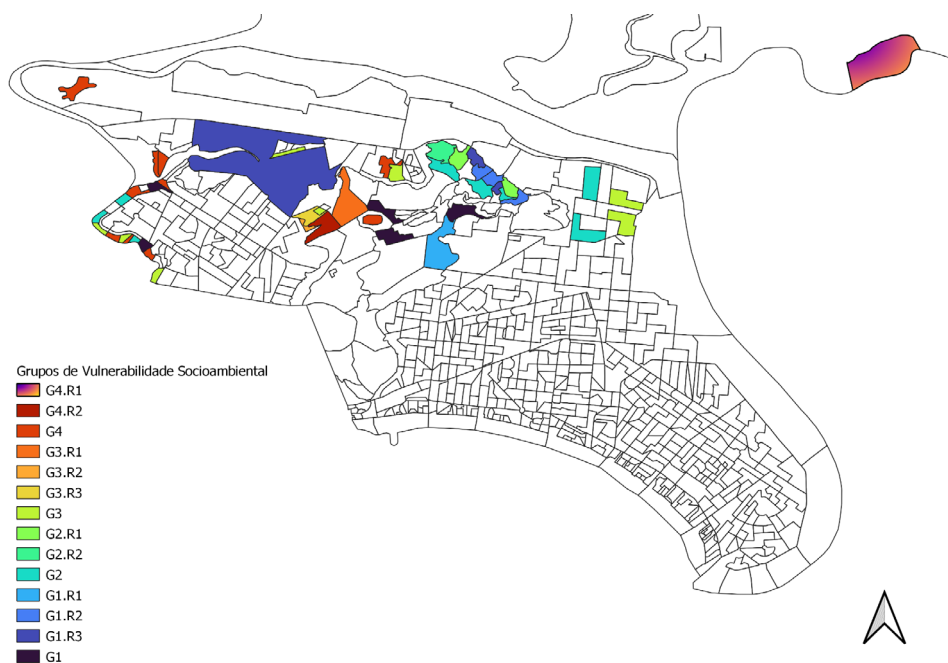 Grupos de Vulnerabilidade Socioambiental
G4.R1
G4.R2
G4
G3.R1
G3.R2
G3.R3
G3
G2.R1
G2.R2
G2
G1.R1
G1.R2
G1.R3
G1